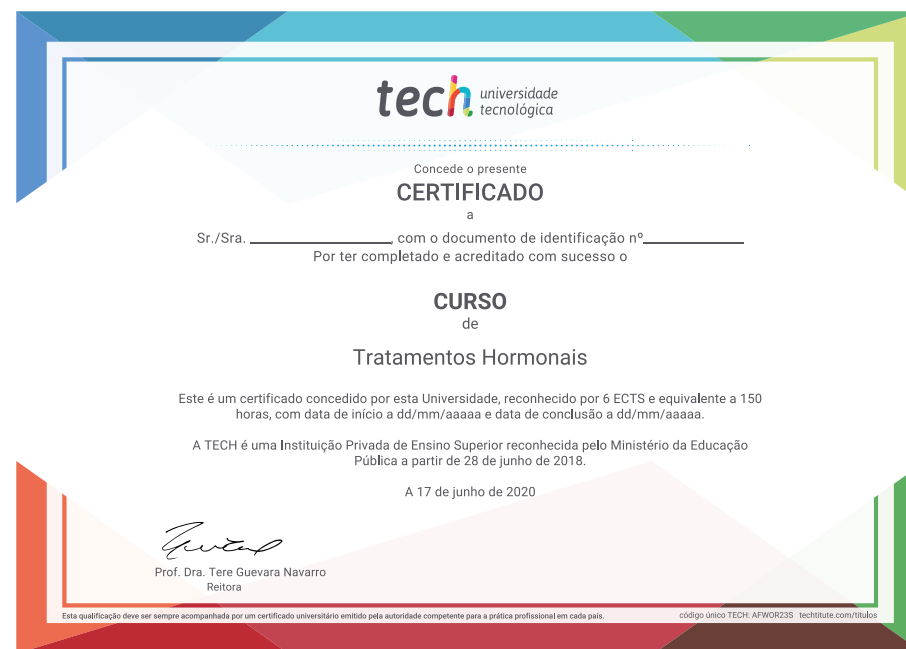 tech universidade
tecnológica
Concede o presente
CERTIFICADO
a
Sr./Sra. ________________, com o documento de identificação nº____________
Por ter completado e acreditado com sucesso o
CURSO
de
Tratamentos Hormonais
Este é um certificado concedido por esta Universidade, reconhecido por 6 ECTS e equivalente a 150
horas, com data de início a dd/mm/aaaaa e data de conclusão a dd/mm/aaaaa.
A TECH é uma Instituição Privada de Ensino Superior reconhecida pelo Ministério da Educação
Pública a partir de 28 de junho de 2018.
A 17 de junho de 2020
Prof. Dra. Tere Guevara Navarro
Reitora
Esta qualificação deve ser sempre acompanhada por um certificado universitário emitido pela autoridade competente para a prática profissional em cada país.
código único TECH: AFWOR23S techtitute.com/titulos